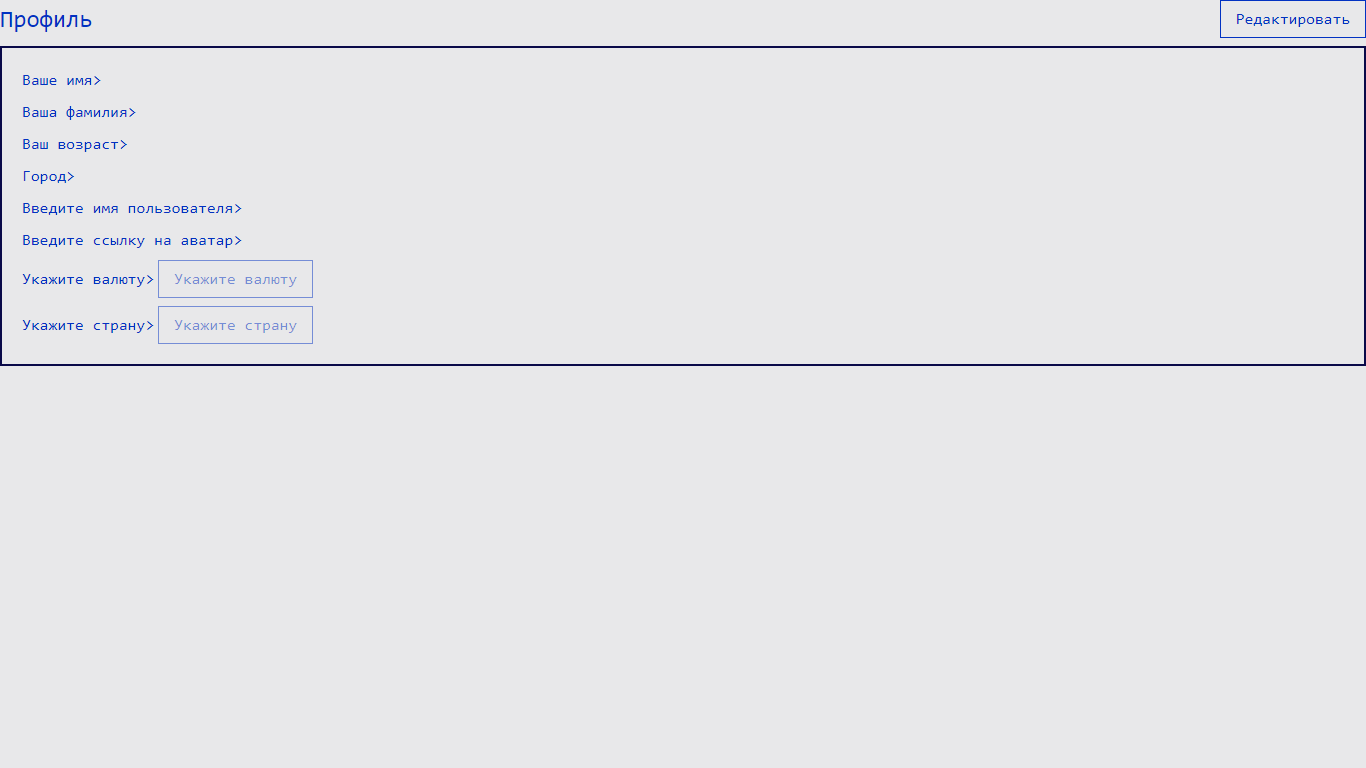 Профиль
Редактировать
Ваше имя>
Ваша фамилия>
Ваш возраст>
Город>
Введите имя пользователя>
Введите ссылку на аватар>
Укажите валюту> Укажите валюту
Укажите страну> Укажите страну